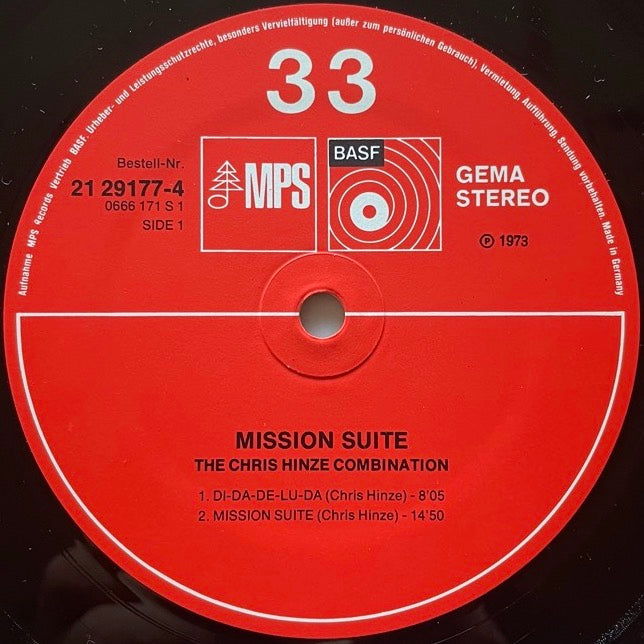 Aufnahme MPS Records Vertrieb BASF. Urheber- und Leistungsschutzrechte, besonders Vervielfältigung (außer zum persönlichen Gebrauch), Vermietung, Aufführung, Sendung vorbehalten. Made in Germany
33
Bestell-Nr.
21 29177-4
0666 171 S 1
SIDE 1
MPS
BASF
GEMA
STEREO
℗ 1973
MISSION SUITE
THE CHRIS HINZE COMBINATION
1. DI-DA-DE-LU-DA (Chris Hinze) - 8'05
2. MISSION SUITE (Chris Hinze) - 14'50